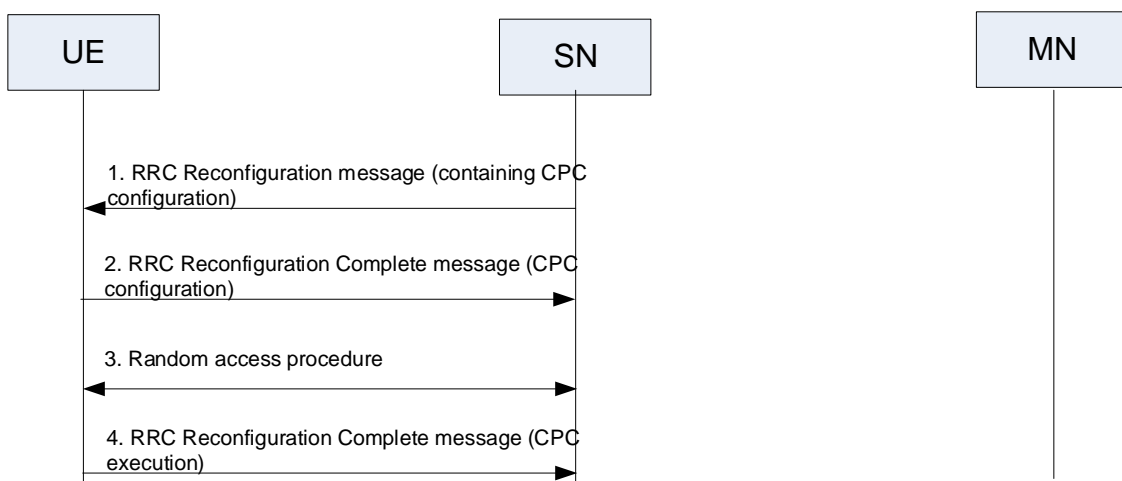 UE
SN
MN
1. RRC Reconfiguration message (containing CPC
configuration)
2. RRC Reconfiguration Complete message (CPC
configuration)
3. Random access procedure
4. RRC Reconfiguration Complete message (CPC
execution)